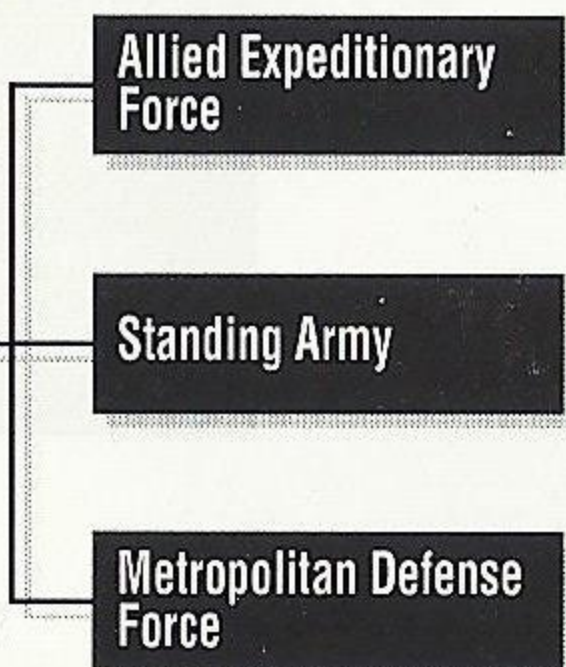 Allied Expeditionary
Force
Standing Army
Metropolitan Defense
Force